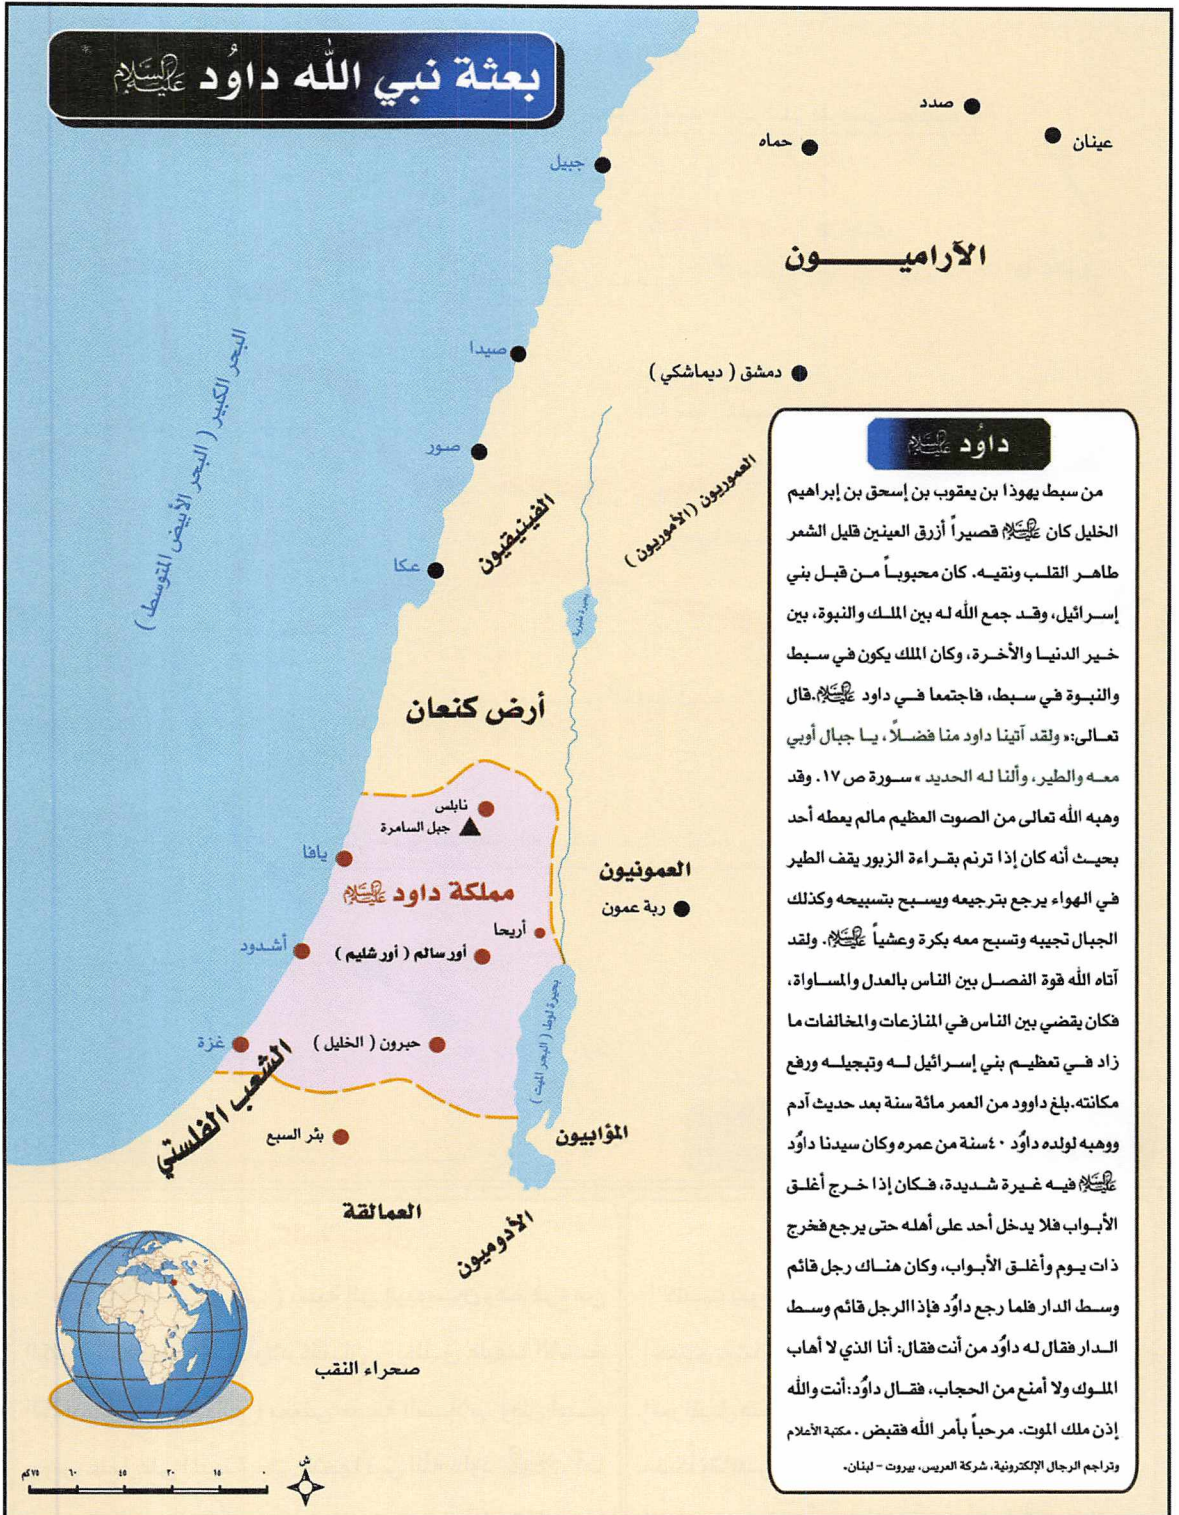 بعثة نبي الله داوُد عليه السلام
صدد
عينان
حماه
جبيل
الآراميــــــون
صيدا
دمشق ( ديماشكي )
البحر الكبير ( البحر الأبيض المتوسط )
صور
العموريون (الأموريون )
الفينيقيون
عكا
بحيرة طبرية
أرض كنعان
نابلس
جبل السامرة
يافا
العمونيون
مملكة داود عليه السلام
ربة عمون
أريحا
أشدود
أور سالم ( أور شليم )
بحيرة لوط ( البحر الميت )
غزة
حبرون ( الخليل )
الشعب الفلستي
بئر السبع
المؤابيون
العمالقة
الأدوميون
صحراء النقب
ش
٠ ١٥ ٣٠ ٤٥ ٦٠ ٧٥كم
داوُد عليه السلام
من سبط يهوذا بن يعقوب بن إسحق بن إبراهيم
الخليل كان عليه السلام قصيراً أزرق العينين قليل الشعر
طاهر القلب ونقيه. كان محبوباً من قبل بني
إسرائيل، وقد جمع الله له بين الملك والنبوة، بين
خير الدنيا والأخرة، وكان الملك يكون في سبط
والنبوة في سبط، فاجتمعا في داود عليه السلام.قال
تعالى:« ولقد آتينا داود منا فضلاً، يا جبال أوبي
معه والطير، وألنا له الحديد » سورة ص ١٧. وقد
وهبه الله تعالى من الصوت العظيم مالم يعطه أحد
بحيث أنه كان إذا ترنم بقراءة الزبور يقف الطير
في الهواء يرجع بترجيعه ويسبح بتسبيحه وكذلك
الجبال تجيبه وتسبح معه بكرة وعشياً عليه السلام. ولقد
آتاه الله قوة الفصل بين الناس بالعدل والمساواة،
فكان يقضي بين الناس في المنازعات والمخالفات ما
زاد في تعظيم بني إسرائيل له وتبجيله ورفع
مكانته.بلغ داوود من العمر مائة سنة بعد حديث آدم
ووهبه لولده داوُد ٤٠سنة من عمره وكان سيدنا داوُد
عليه السلام فيه غيرة شديدة، فكان إذا خرج أغلق
الأبواب فلا يدخل أحد على أهله حتى يرجع فخرج
ذات يوم وأغلق الأبواب، وكان هناك رجل قائم
وسط الدار فلما رجع داوُد فإذا الرجل قائم وسط
الدار فقال له داوُد من أنت فقال: أنا الذي لا أهاب
الملوك ولا أمنع من الحجاب، فقال داوُد:أنت والله
إذن ملك الموت. مرحباً بأمر الله فقبض . مكتبة الأعلام
وتراجم الرجال الإلكترونية، شركة العريس، بيروت - لبنان.